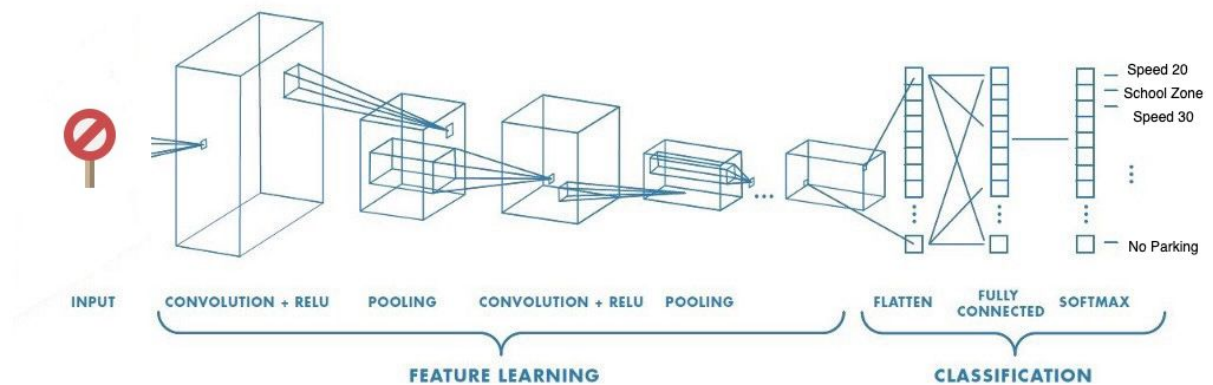 Speed 20
School Zone
Speed 30
No Parking
INPUT
CONVOLUTION + RELU
POOLING
CONVOLUTION + RELU
POOLING
FLATTEN
FULLY
CONNECTED
SOFTMAX
FEATURE LEARNING
CLASSIFICATION